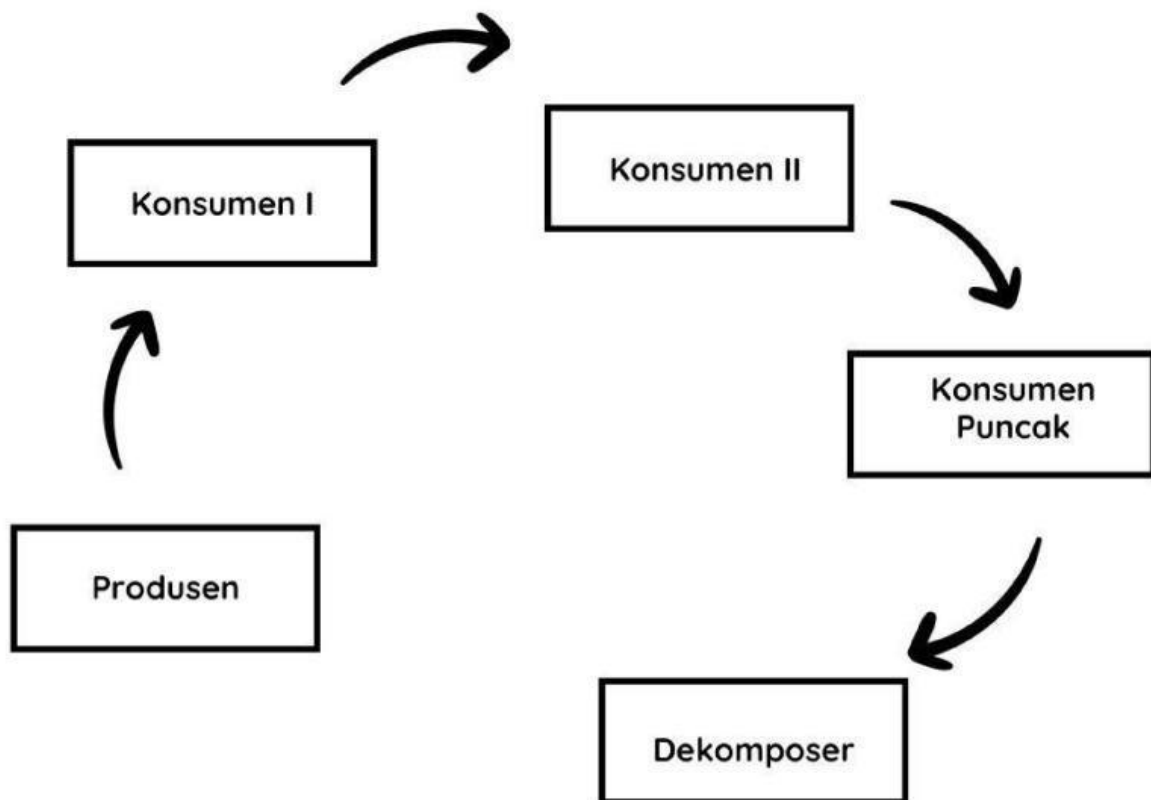 Konsumen I
Konsumen II
Konsumen
Puncak
Produsen
Dekomposer